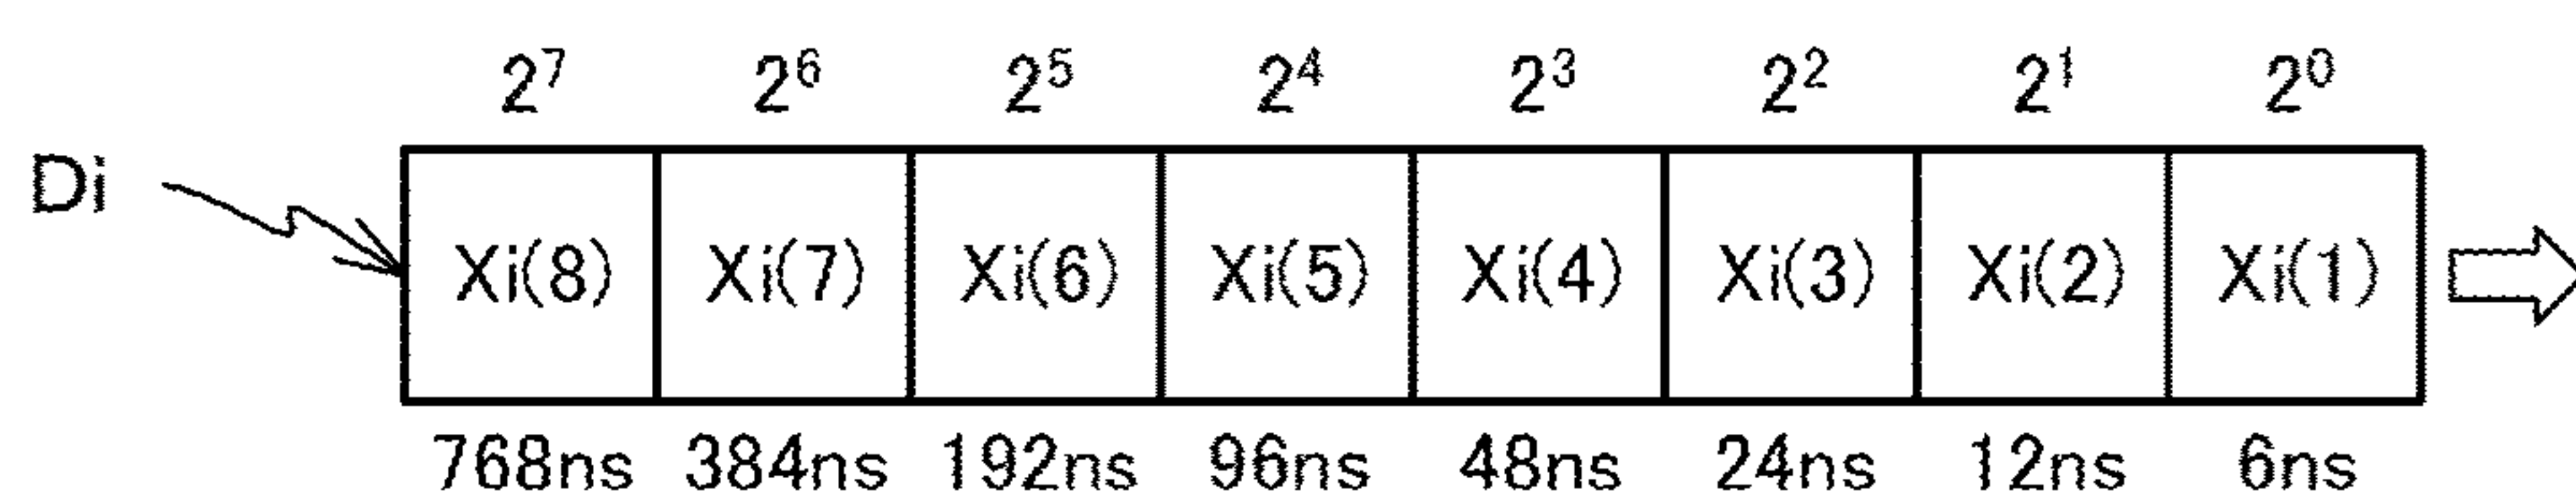 2⁷ 2⁶ 2⁵ 2⁴ 2³ 2² 2¹ 2⁰
Di
Xi(8) Xi(7) Xi(6) Xi(5) Xi(4) Xi(3) Xi(2) Xi(1)
768ns 384ns 192ns 96ns 48ns 24ns 12ns 6ns